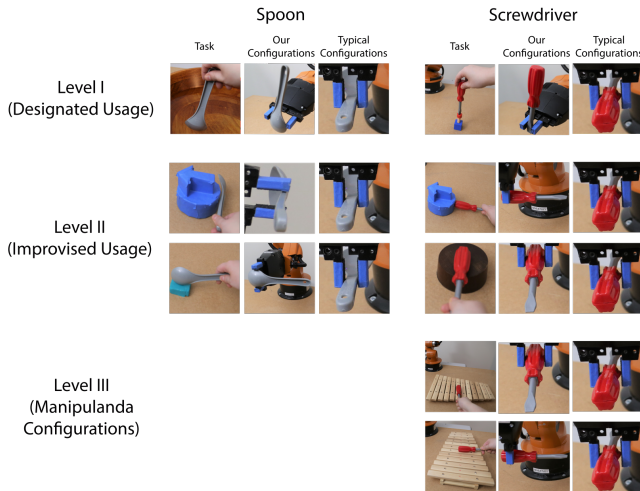 Spoon
Screwdriver
Task
Our
Configurations
Typical
Configurations
Task
Our
Configurations
Typical
Configurations
Level I
(Designated Usage)
Level II
(Improvised Usage)
Level III
(Manipulanda
Configurations)